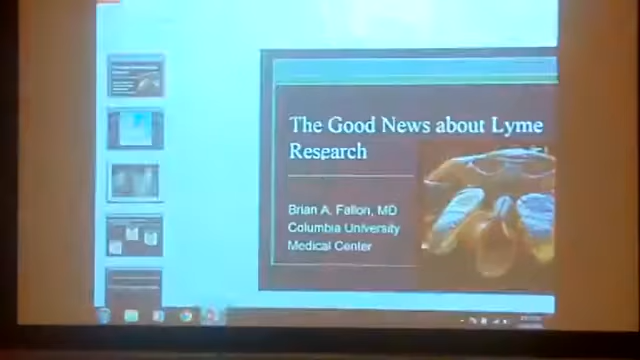 The Good News about Lyme
Research
Brian A. Fallon, MD
Columbia University
Medical Center